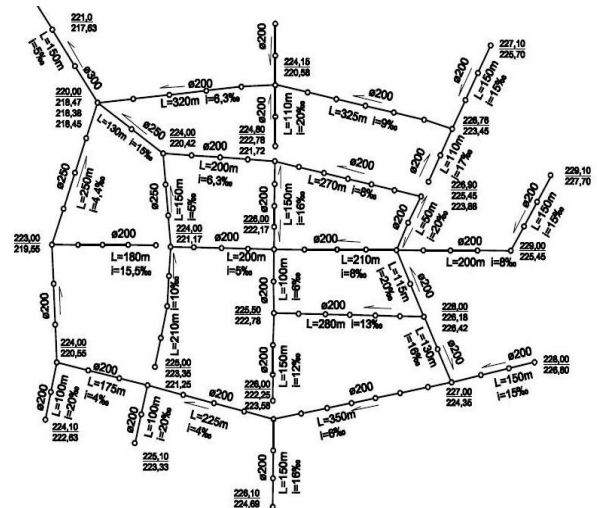 221,0
217,63
L=150m
i=5‰
ø300
220,00
218,47
218,38
218,45
ø200
L=320m i=6,3‰
ø200
224,15
220,58
ø200
L=110m
i=20‰
ø200
L=325m i=9‰
227,10
225,70
ø200
L=150m
i=15‰
226,76
223,45
ø200
L=110m
i=17‰
226,90
225,45
223,86
L=130m i=15‰
ø250
224,00
220,42
224,80
222,78
221,72
ø200
L=200m
i=6,3‰
ø200
L=270m i=8‰
ø200
L=50m
i=20‰
229,10
227,70
ø200
L=150m
i=15‰
229,00
225,45
ø200
L=200m i=8‰
ø250
L=250m
i=4,4‰
ø250
L=150m
i=5‰
224,00
221,17
226,00
222,17
ø200
L=150m
i=16‰
223,00
219,55
ø200
L=180m
i=15,5‰
ø200
L=200m
i=5‰
ø200
L=210m
i=8‰
ø200
L=210m
i=10‰
ø200
L=100m
i=6‰
L=115m
i=20‰
225,50
222,78
ø200
L=280m i=13‰
228,00
226,18
226,42
ø200
224,00
220,55
225,00
223,35
221,25
ø200
L=150m
i=12‰
226,00
222,25
223,58
i=16‰
L=130m
ø200
227,00
224,35
ø200
L=150m
i=15‰
228,00
226,80
ø200
L=100m
i=20‰
ø200
L=175m
i=4‰
224,10
222,63
ø200
L=100m
i=20‰
225,10
223,33
ø200
L=225m
i=4‰
ø200
L=350m
i=6‰
ø200
L=150m
i=16‰
226,10
224,69